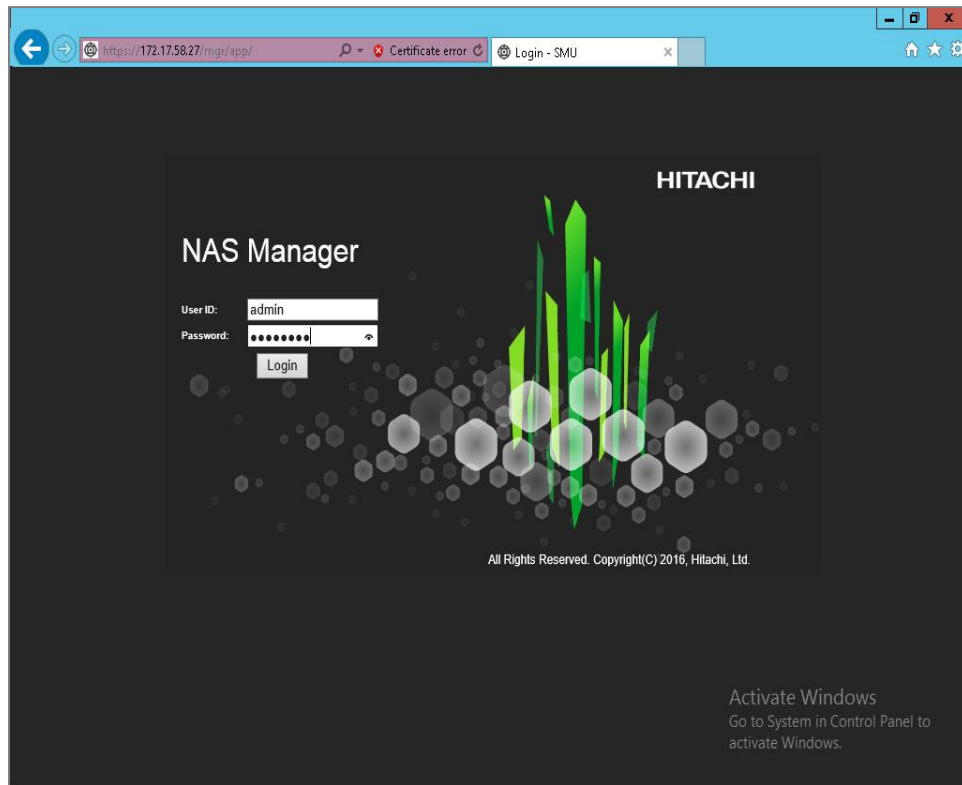 https://172.17.58.27/mgr/app/
Certificate error
Login - SMU
HITACHI
NAS Manager
User ID:
admin
Password:
Login
All Rights Reserved. Copyright(C) 2016, Hitachi, Ltd.
Activate Windows
Go to System in Control Panel to
activate Windows.